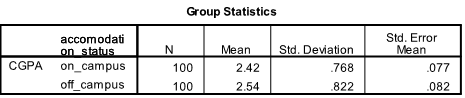 Group Statistics
accomodati
on_status N Mean Std. Deviation Std. Error
Mean
CGPA on_campus 100 2.42 .768 .077
off_campus 100 2.54 .822 .082